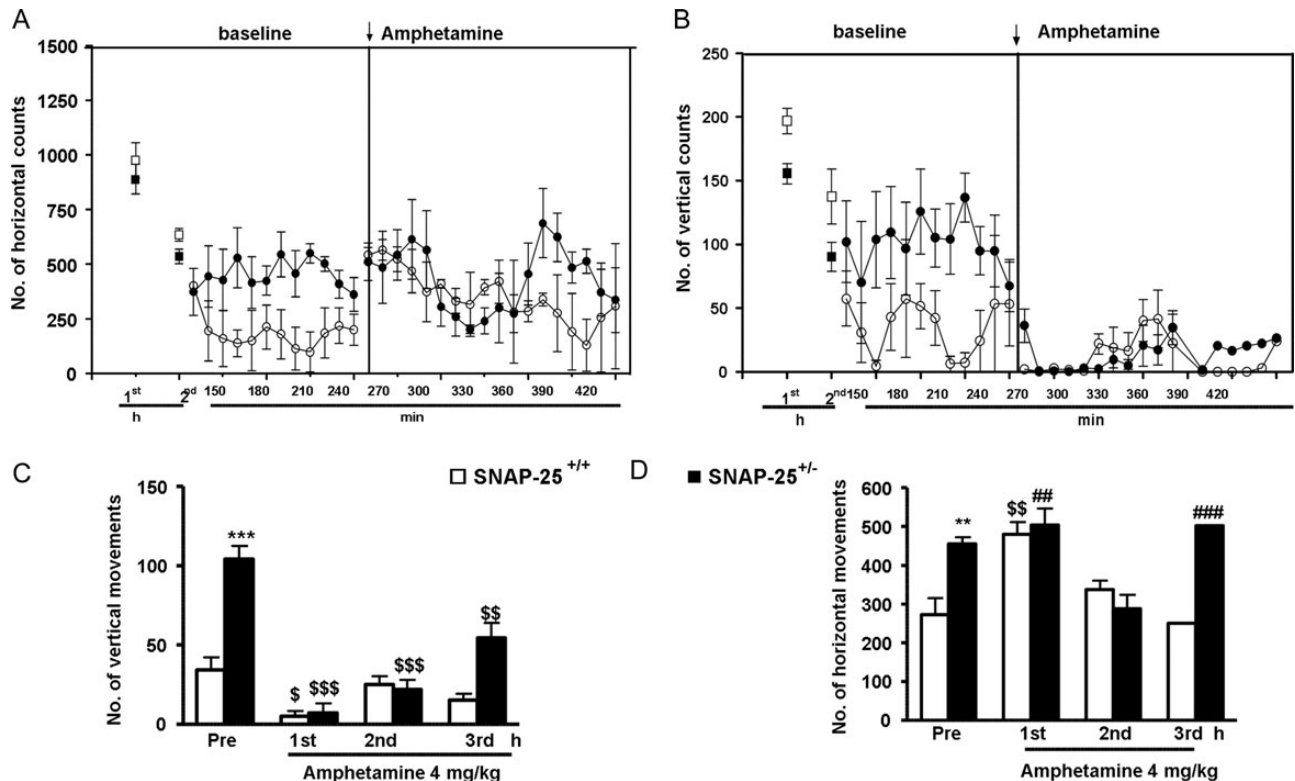 A
baseline
Amphetamine
No. of horizontal counts
1500
1250
1000
750
500
250
0
1st
2nd
150
180
210
240
270
300
330
360
390
420
h
min
B
baseline
Amphetamine
No. of vertical counts
250
200
150
100
50
0
1st
2nd
150
180
210
240
270
300
330
360
390
420
h
min
C
SNAP-25 +/+
No. of vertical movements
150
100
50
0
***
$
$$$
$$$
$$
Pre
1st
2nd
3rd h
Amphetamine 4 mg/kg
D
SNAP-25 +/-
No. of horizontal movements
600
500
400
300
200
100
0
**
$$
##
###
Pre
1st
2nd
3rd h
Amphetamine 4 mg/kg